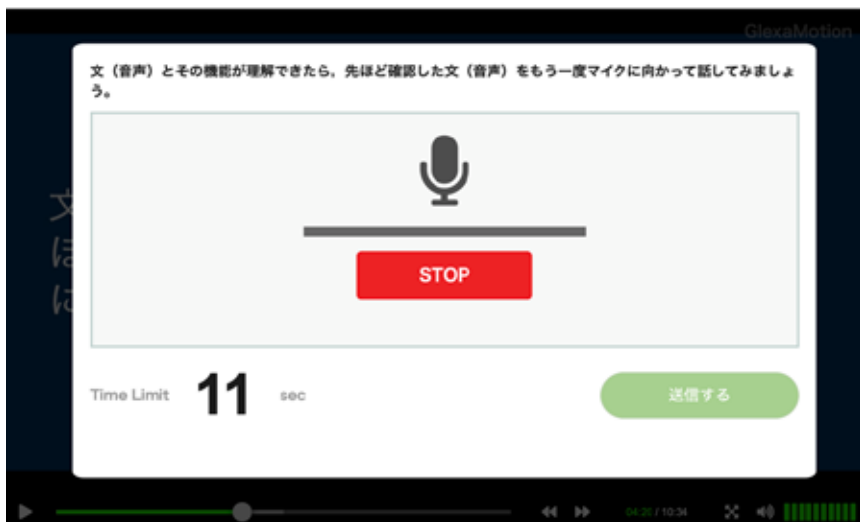 GlexaMotion
文（音声）とその機能が理解できたら，先ほど確認した文（音声）をもう一度マイクに向かって話してみましょ
う。
文
ほ
に
STOP
Time Limit 11 sec
送信する
04:20 / 10:34